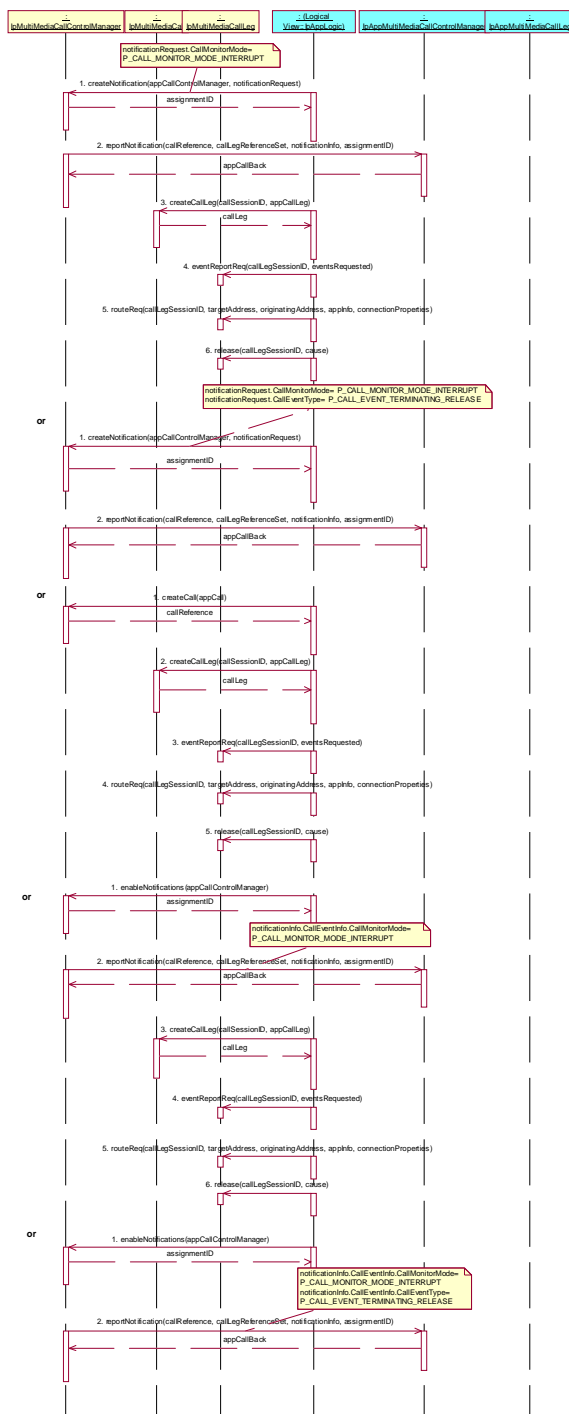 :
IpMultiMediaCallControlManager
:
IpMultiMediaCa
:
IpMultiMediaCallLeg
: (Logical
View::IpAppLogic)
:
IpAppMultiMediaCallControlManager
:
IpAppMultiMediaCallLeg
notificationRequest.CallMonitorMode=
P_CALL_MONITOR_MODE_INTERRUPT
1. createNotification(appCallControlManager, notificationRequest)
assignmentID
2. reportNotification(callReference, callLegReferenceSet, notificationInfo, assignmentID)
appCallBack
3. createCallLeg(callSessionID, appCallLeg)
callLeg
4. eventReportReq(callLegSessionID, eventsRequested)
5. routeReq(callLegSessionID, targetAddress, originatingAddress, appInfo, connectionProperties)
6. release(callLegSessionID, cause)
notificationRequest.CallMonitorMode= P_CALL_MONITOR_MODE_INTERRUPT
notificationRequest.CallEventType= P_CALL_EVENT_TERMINATING_RELEASE
or
1. createNotification(appCallControlManager, notificationRequest)
assignmentID
2. reportNotification(callReference, callLegReferenceSet, notificationInfo, assignmentID)
appCallBack
or
1. createCall(appCall)
callReference
2. createCallLeg(callSessionID, appCallLeg)
callLeg
3. eventReportReq(callLegSessionID, eventsRequested)
4. routeReq(callLegSessionID, targetAddress, originatingAddress, appInfo, connectionProperties)
5. release(callLegSessionID, cause)
or
1. enableNotifications(appCallControlManager)
assignmentID
notificationInfo.CallEventInfo.CallMonitorMode=
P_CALL_MONITOR_MODE_INTERRUPT
2. reportNotification(callReference, callLegReferenceSet, notificationInfo, assignmentID)
appCallBack
3. createCallLeg(callSessionID, appCallLeg)
callLeg
4. eventReportReq(callLegSessionID, eventsRequested)
5. routeReq(callLegSessionID, targetAddress, originatingAddress, appInfo, connectionProperties)
6. release(callLegSessionID, cause)
or
1. enableNotifications(appCallControlManager)
assignmentID
notificationInfo.CallEventInfo.CallMonitorMode=
P_CALL_MONITOR_MODE_INTERRUPT
notificationInfo.CallEventInfo.CallEventType=
P_CALL_EVENT_TERMINATING_RELEASE
2. reportNotification(callReference, callLegReferenceSet, notificationInfo, assignmentID)
appCallBack